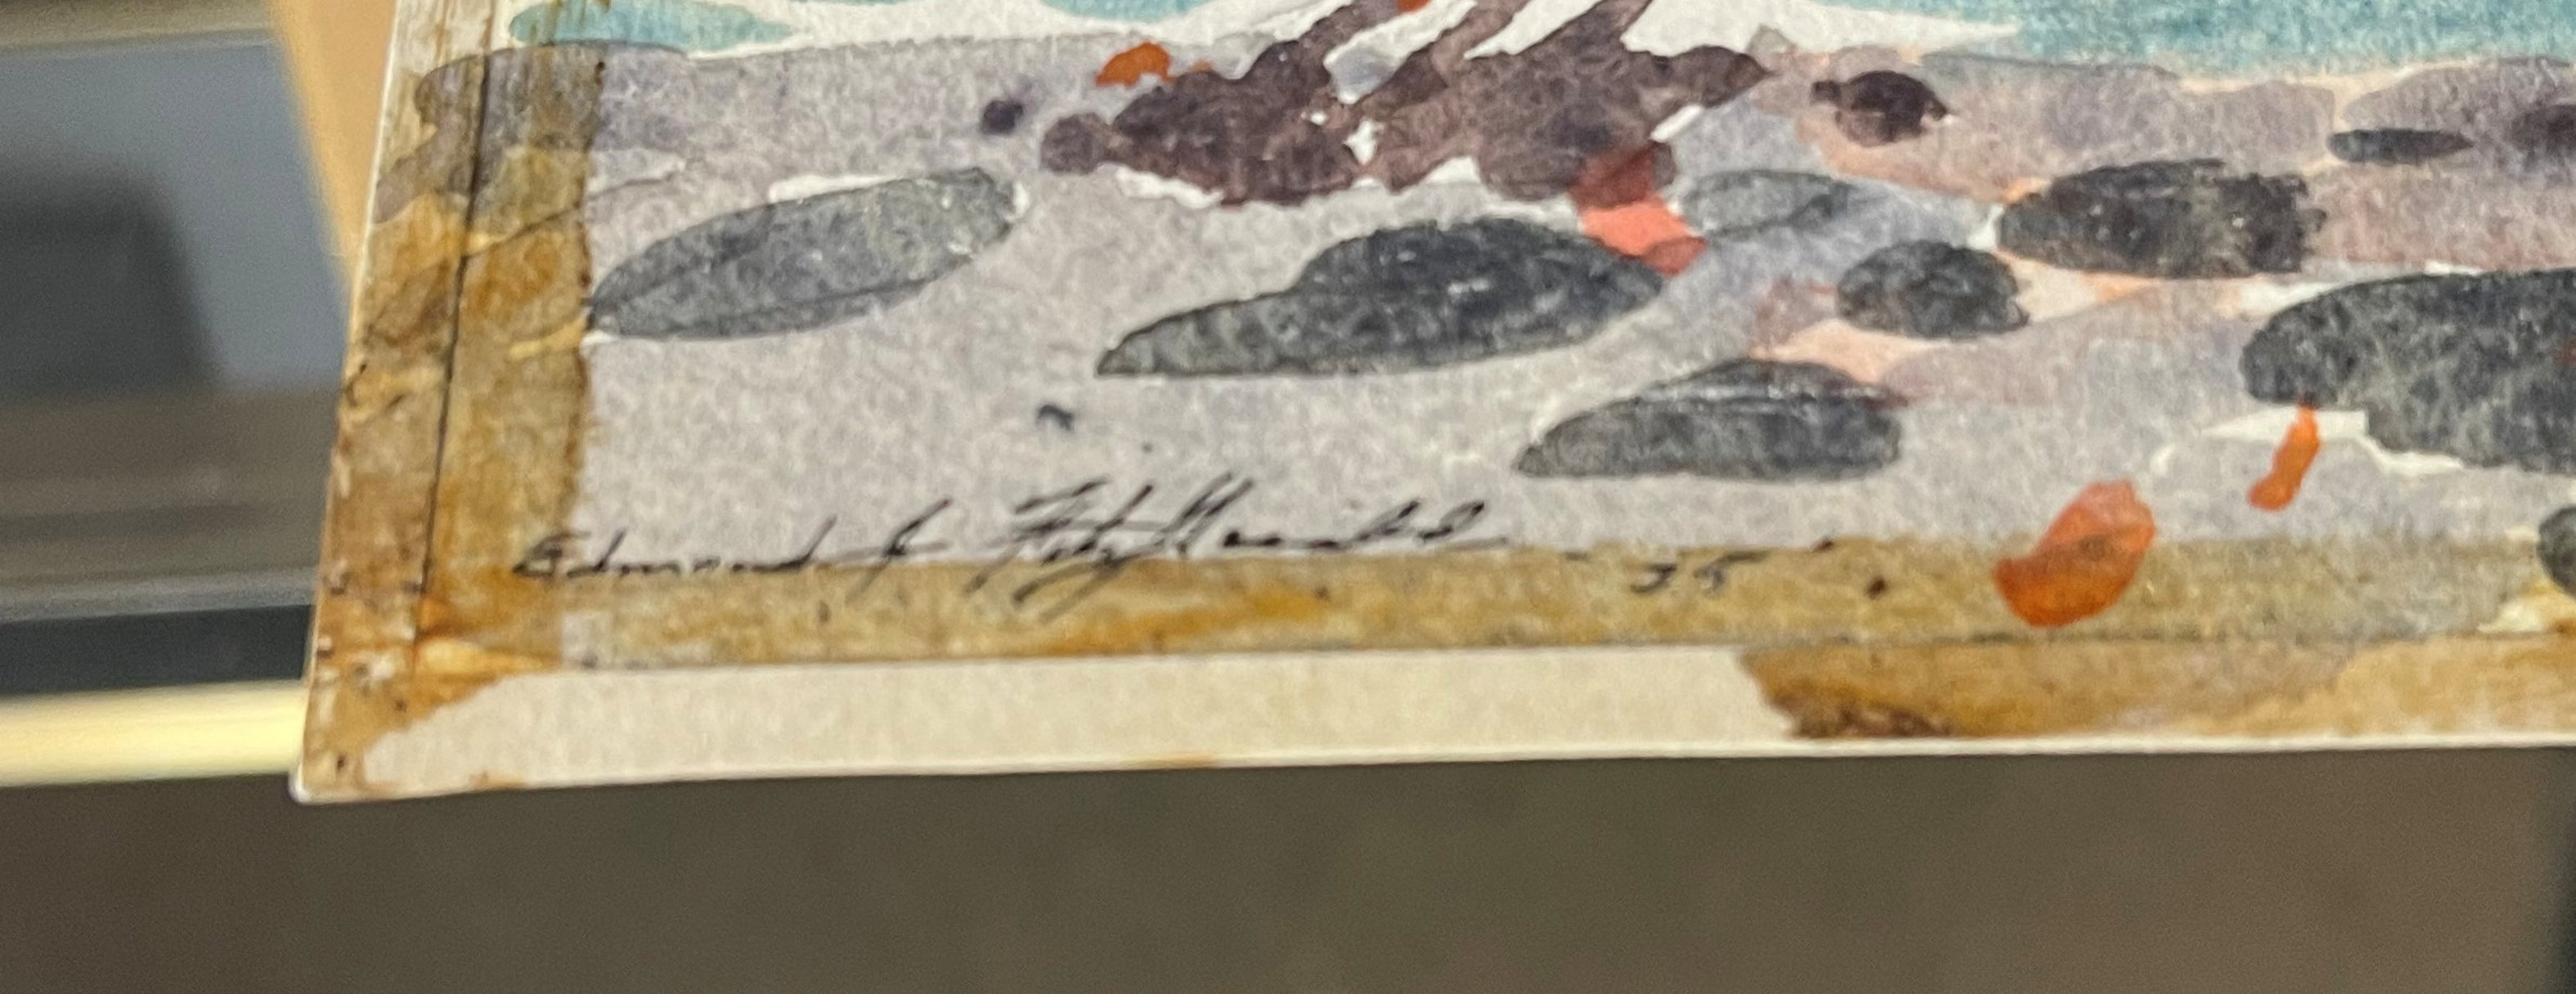 Edmond J Fitzgerald - 35